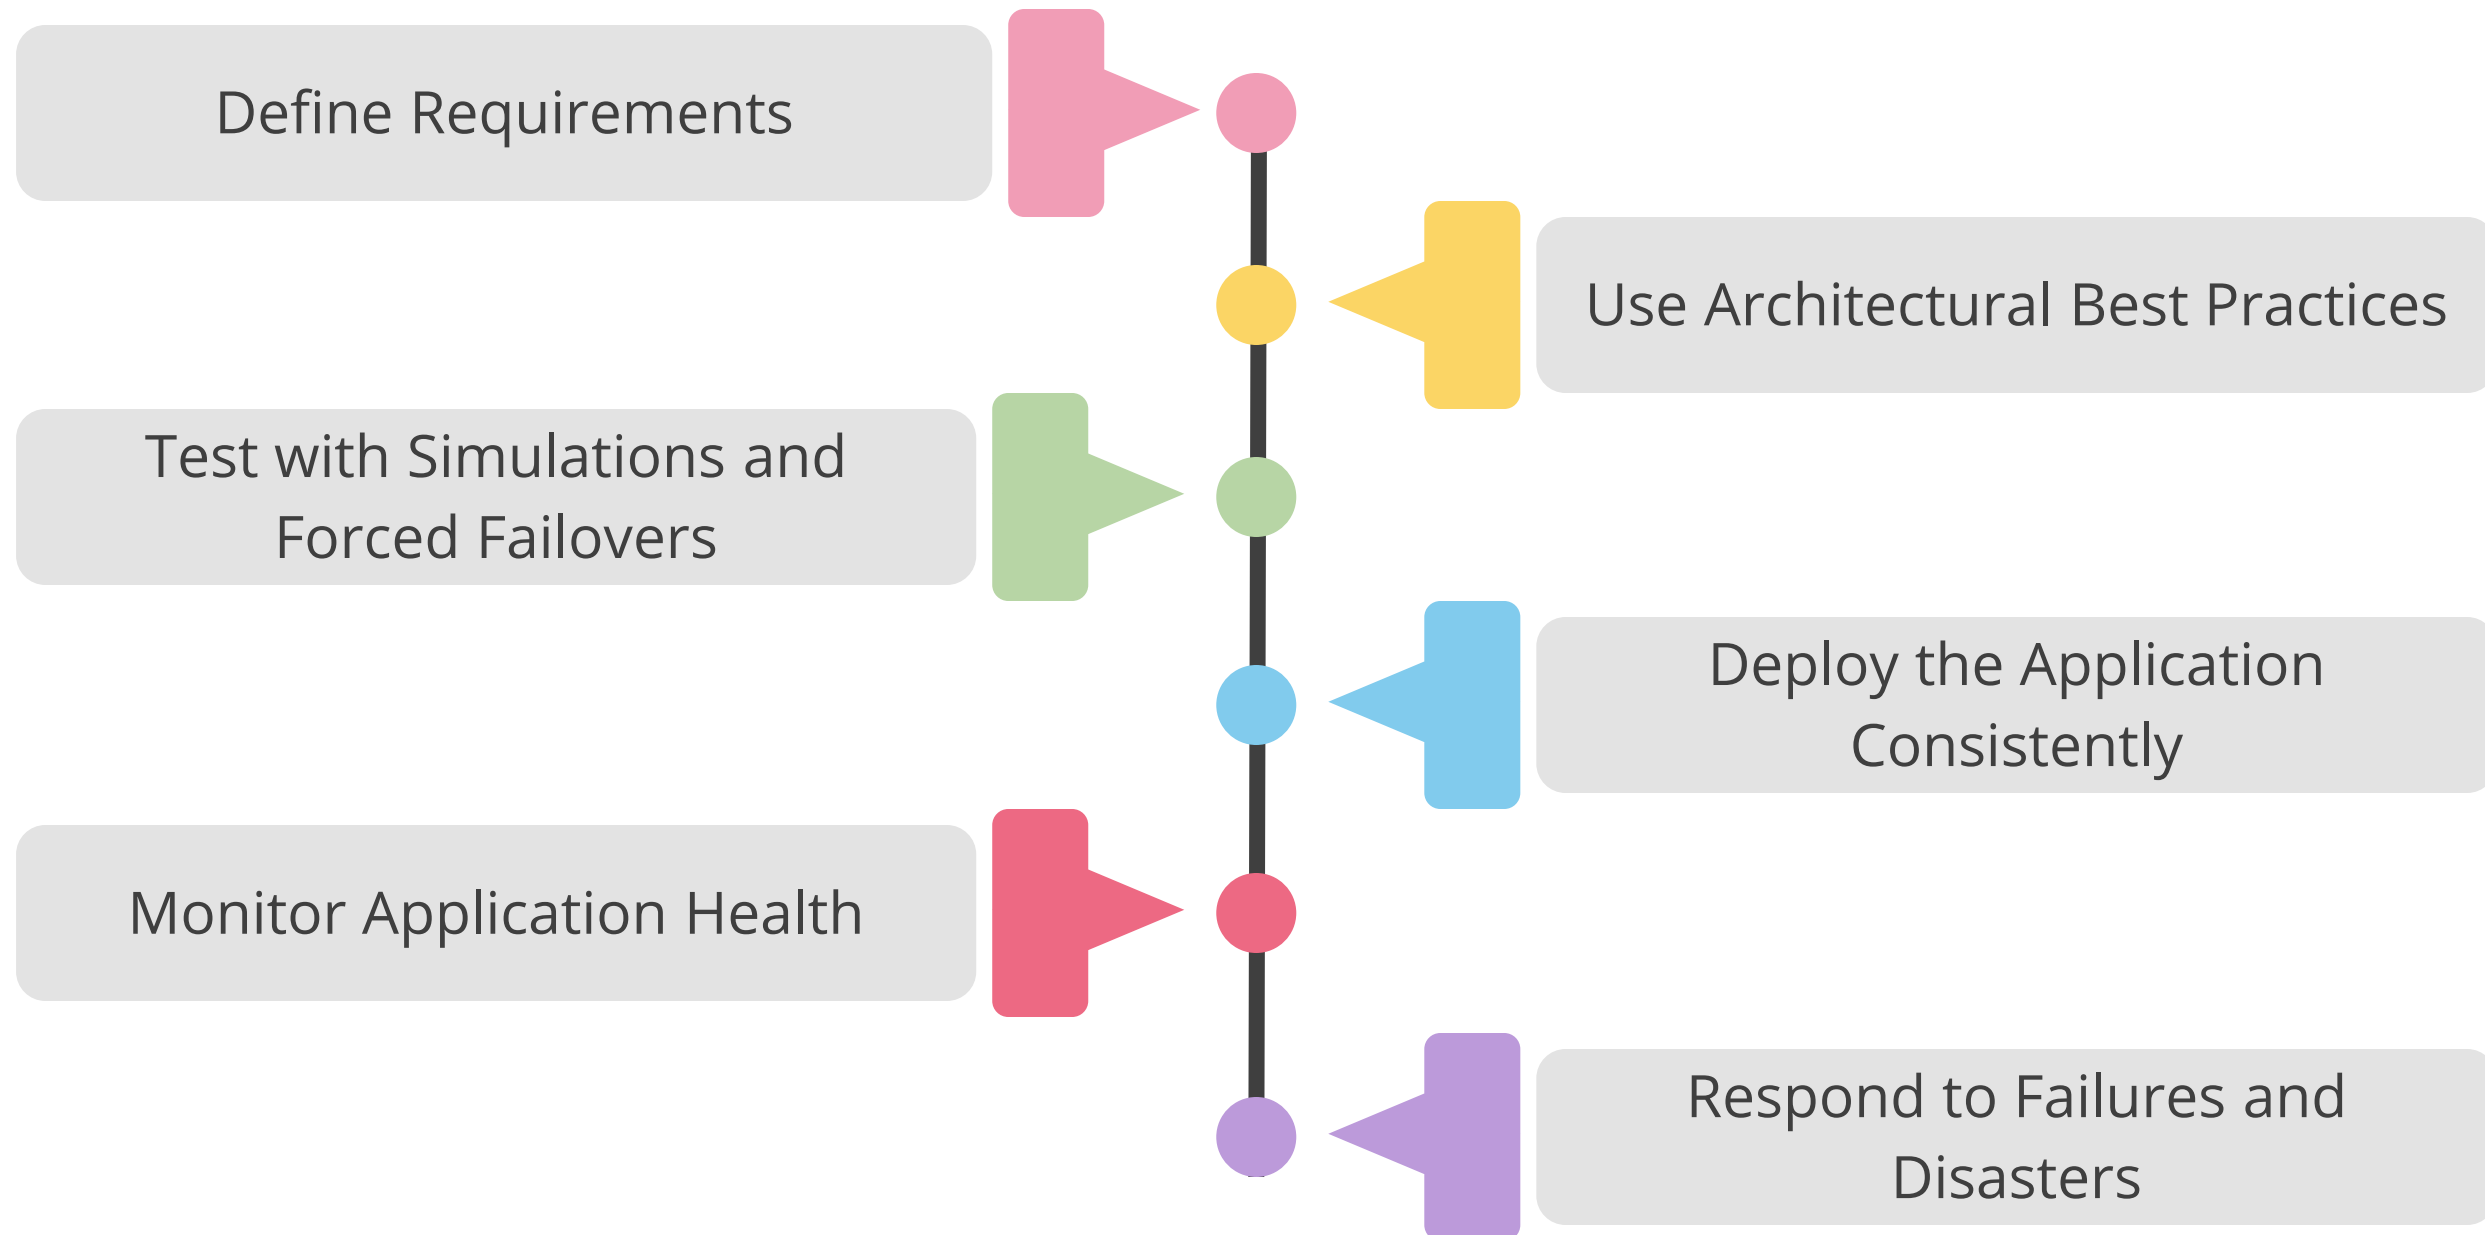 Define Requirements
Use Architectural Best Practices
Test with Simulations and
Forced Failovers
Deploy the Application
Consistently
Monitor Application Health
Respond to Failures and
Disasters